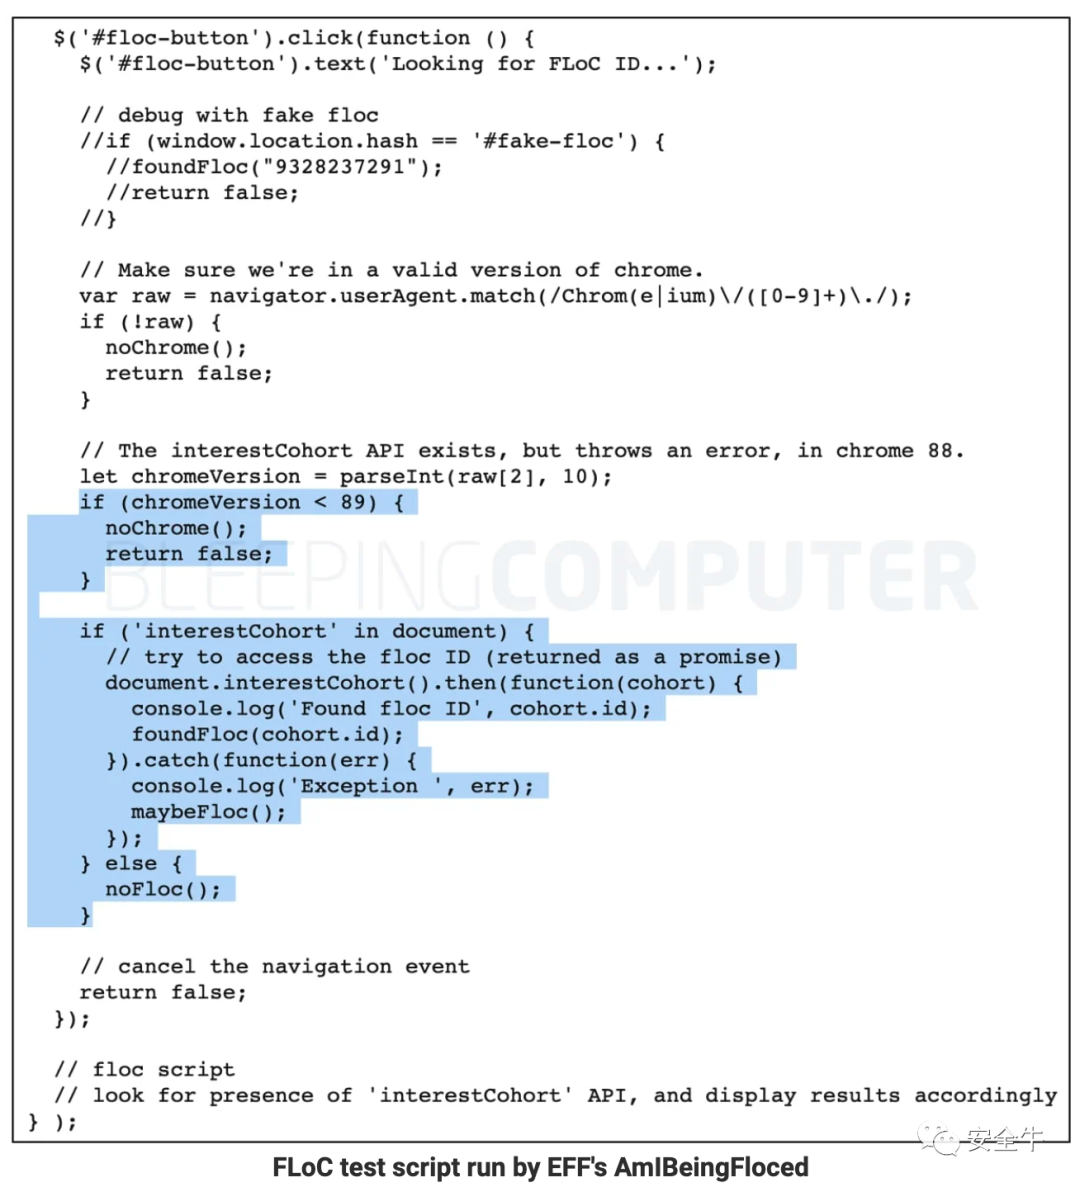 $('#floc-button').click(function () {
$('#floc-button').text('Looking for FLoC ID...');
// debug with fake floc
//if (window.location.hash == '#fake-floc') {
//foundFloc("9328237291");
//return false;
//}
// Make sure we're in a valid version of chrome.
var raw = navigator.userAgent.match(/Chrom(e|ium)\/([0-9]+)\./);
if (!raw) {
noChrome();
return false;
}
// The interestCohort API exists, but throws an error, in chrome 88.
let chromeVersion = parseInt(raw[2], 10);
if (chromeVersion < 89) {
noChrome();
return false;
}
BLEEPINGCOMPUTER
if ('interestCohort' in document) {
// try to access the floc ID (returned as a promise)
document.interestCohort().then(function(cohort) {
console.log('Found floc ID', cohort.id);
foundFloc(cohort.id);
}).catch(function(err) {
console.log('Exception ', err);
maybeFloc();
});
} else {
noFloc();
}
// cancel the navigation event
return false;
});
// floc script
// look for presence of 'interestCohort' API, and display results accordingly
} );
安全牛
FLoC test script run by EFF's AmIBeingFloced